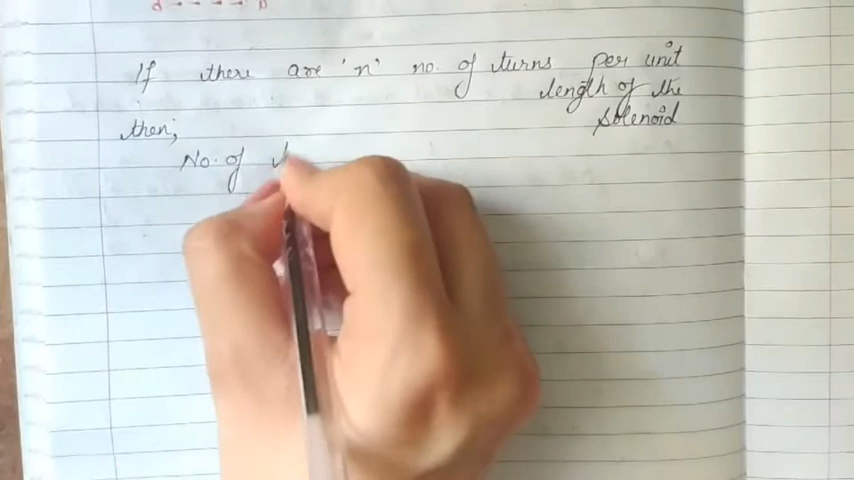 If there are 'n' no. of turns per unit
length of the
solenoid
then;
No. of